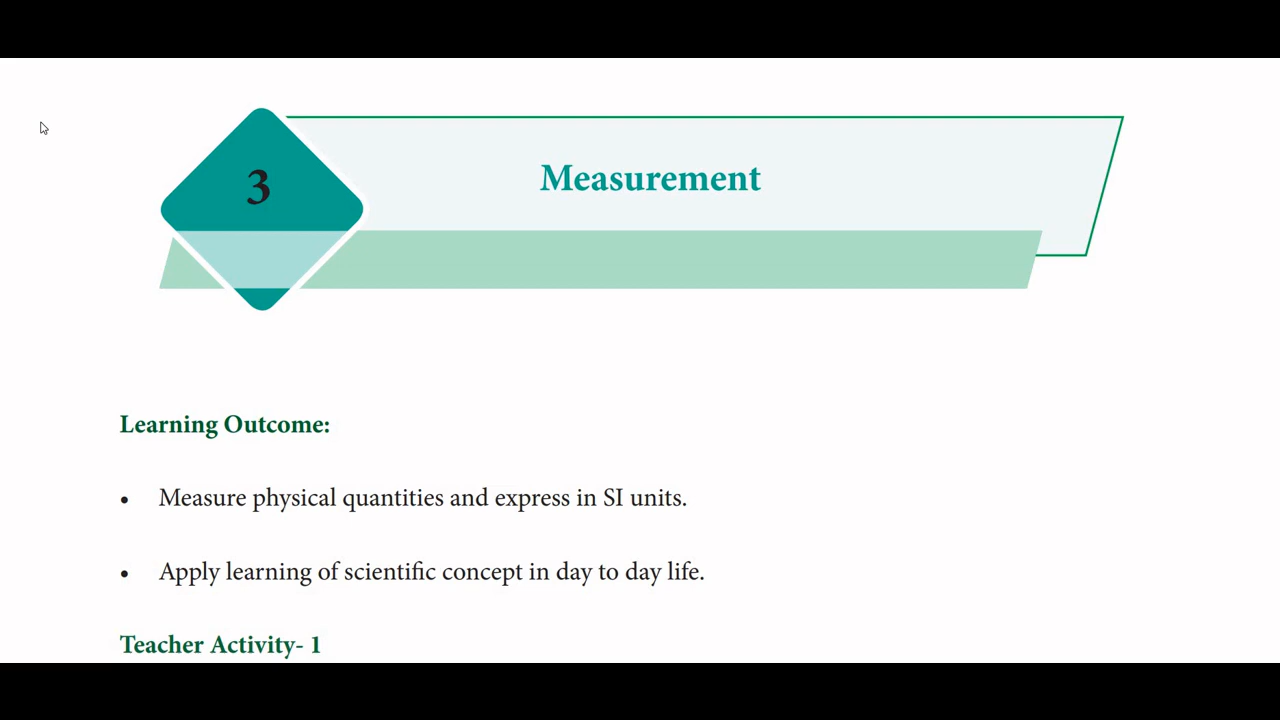 3
Measurement
Learning Outcome:
• Measure physical quantities and express in SI units.
• Apply learning of scientific concept in day to day life.
Teacher Activity- 1